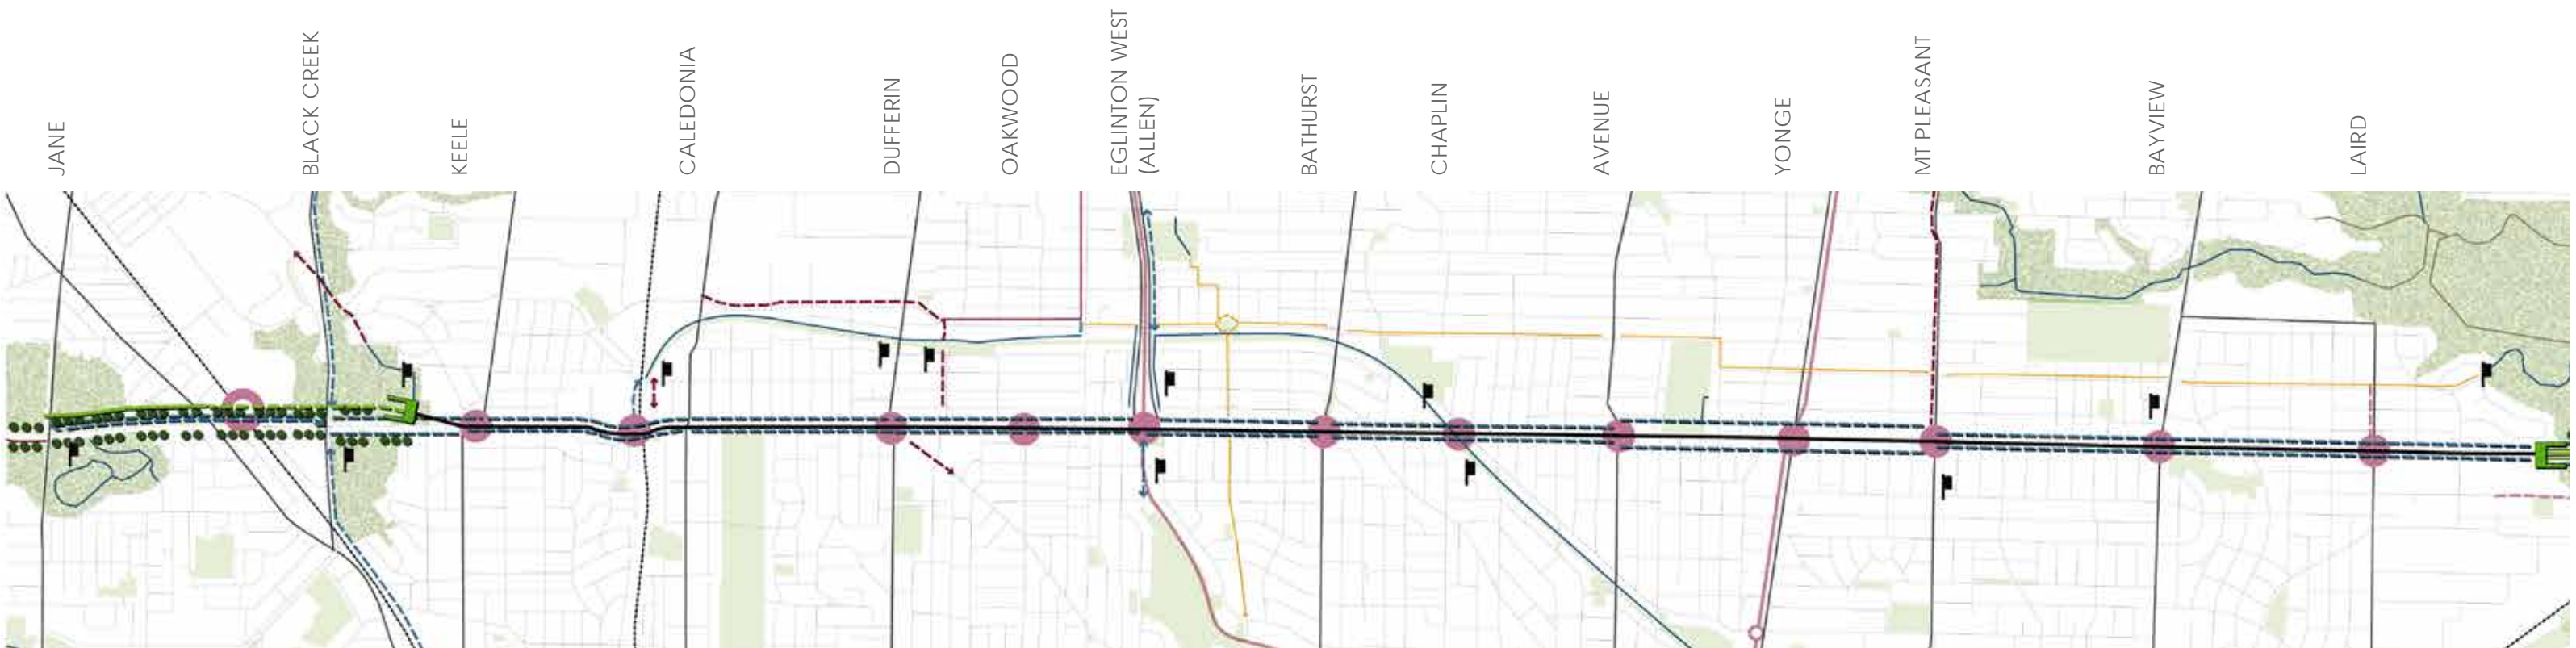 JANE
BLACK CREEK
KEELE
CALEDONIA
DUFFERIN
OAKWOOD
EGLINTON WEST
(ALLEN)
BATHURST
CHAPLIN
AVENUE
YONGE
MT PLEASANT
BAYVIEW
LAIRD